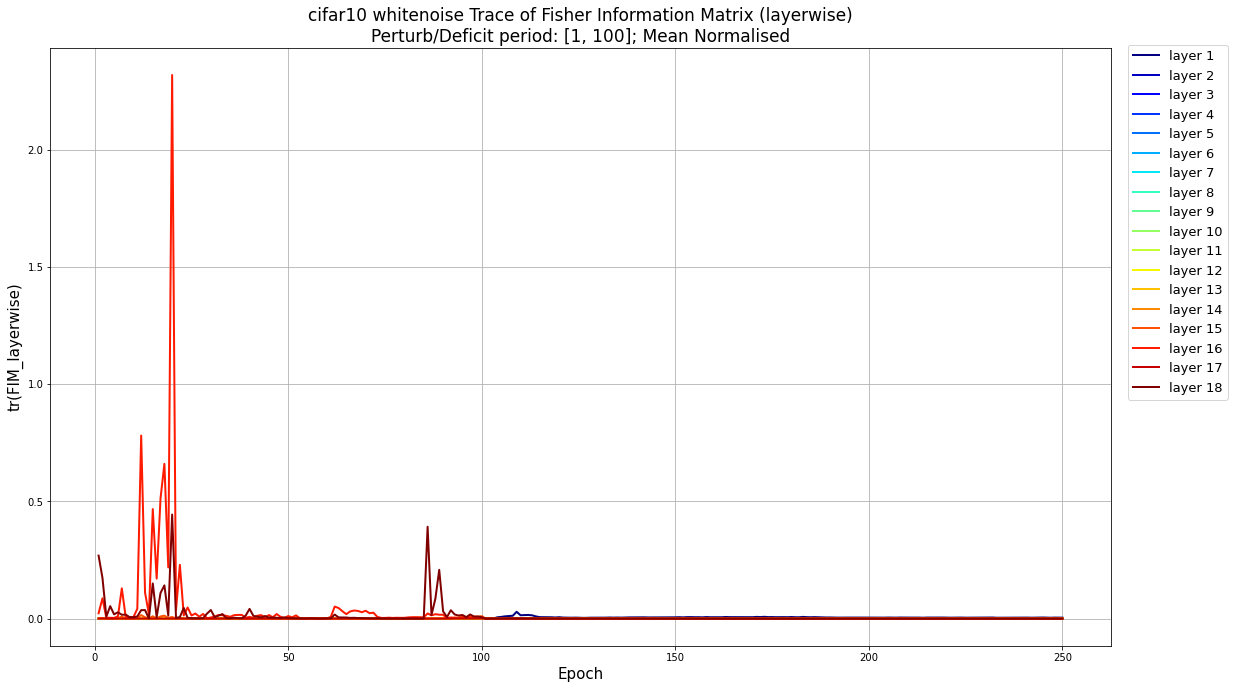 cifar10 whitenoise Trace of Fisher Information Matrix (layerwise)
Perturb/Deficit period: [1, 100]; Mean Normalised
tr(FIM_layerwise)
2.0
1.5
1.0
0.5
0.0
0
50
100
150
200
250
Epoch
layer 1
layer 2
layer 3
layer 4
layer 5
layer 6
layer 7
layer 8
layer 9
layer 10
layer 11
layer 12
layer 13
layer 14
layer 15
layer 16
layer 17
layer 18